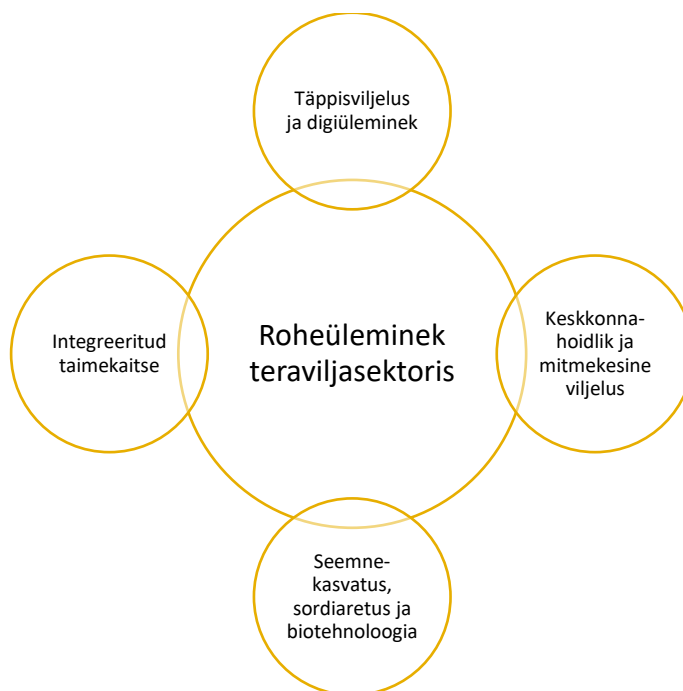 Täppisviljelus
ja digiüleminek
Integreeritud
taimekaitse
Roheüleminek
teraviljasektoris
Keskkonna-
hoidlik ja
mitmekesine
viljelus
Seemne-
kasvatus,
sordiaretus ja
biotehnoloogia